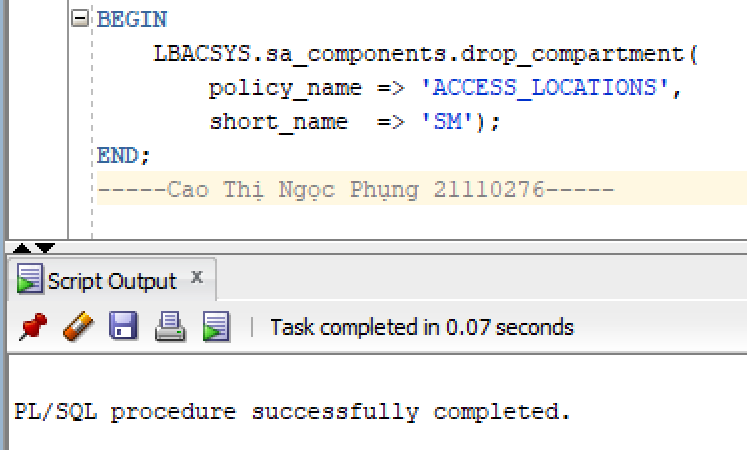 BEGIN
LBACSYS.sa_components.drop_compartment(
policy_name => 'ACCESS_LOCATIONS',
short_name  => 'SM');
END;
-----Cao Thị Ngọc Phụng 21110276-----
Script Output x
Task completed in 0.07 seconds
PL/SQL procedure successfully completed.